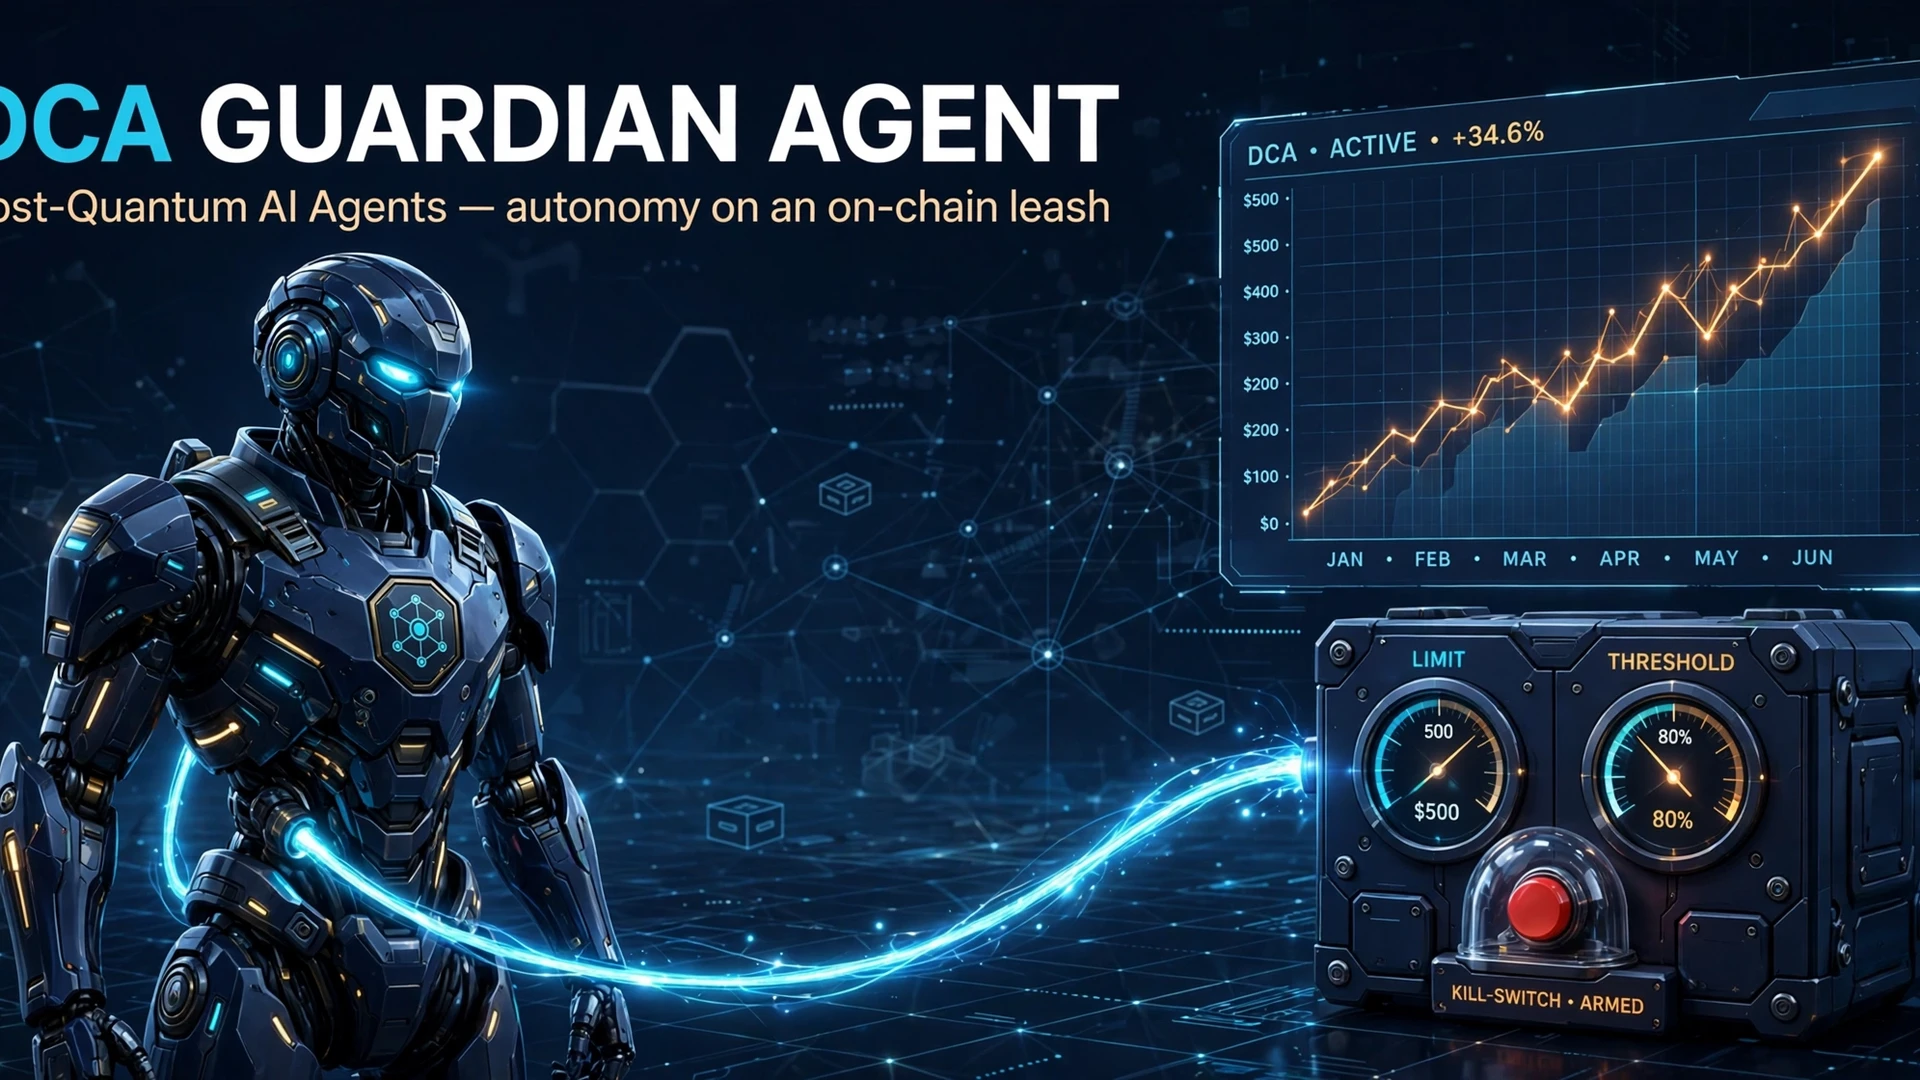 DCA GUARDIAN AGENT
ost-Quantum AI Agents — autonomy on an on-chain leash
DCA • ACTIVE • +34.6%
$500
$500
$400
$300
$200
$200
$100
$0
JAN • FEB • MAR • APR • MAY • JUN
LIMIT
500
$500
THRESHOLD
80%
80%
KILL-SWITCH • ARMED